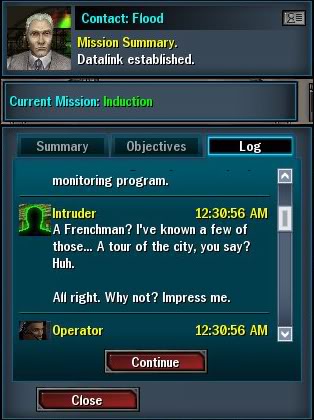 Contact: Flood
Mission Summary.
Datalink established.
Current Mission: Induction
Summary
Objectives
Log
monitoring program.
Intruder 12:30:56 AM
A Frenchman? I've known a few of
those... A tour of the city, you say?
Huh.
All right. Why not? Impress me.
Operator 12:30:56 AM
Continue
Close